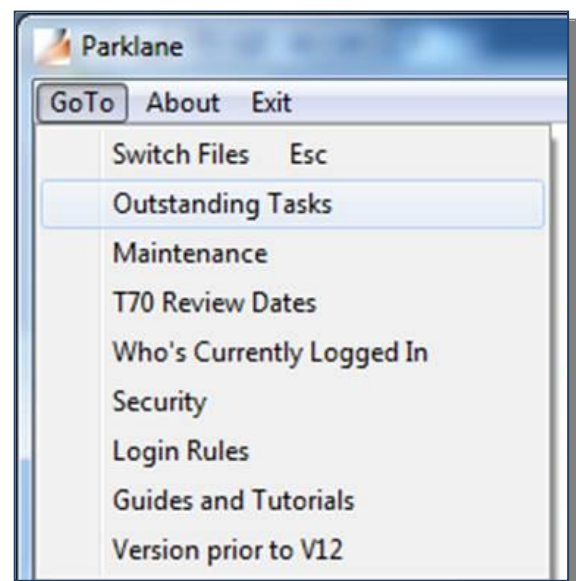 Parklane
GoTo About Exit
Switch Files Esc
Outstanding Tasks
Maintenance
T70 Review Dates
Who's Currently Logged In
Security
Login Rules
Guides and Tutorials
Version prior to V12